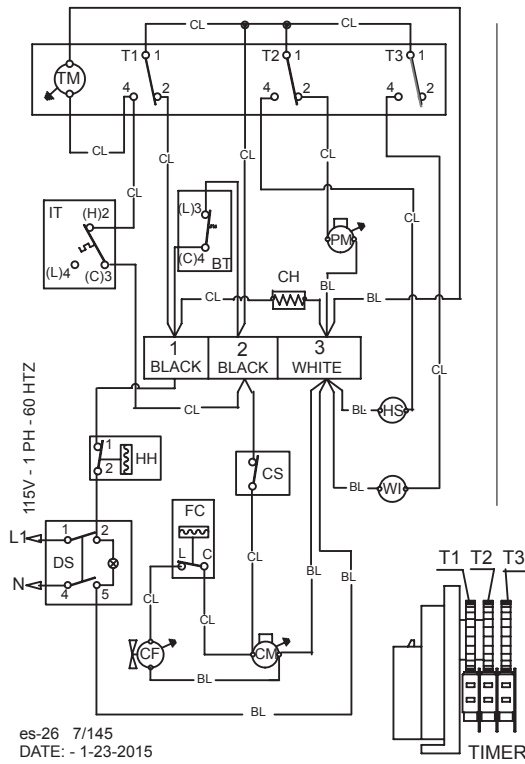 CL
CL
CL
T1 1
T2 1
T3 1
TM
4
2
4
2
4
2
CL
CL
CL
CL
CL
CL
IT
(H)2
(L)4
(C)3
(L)3
(C)4
BT
PM
CL
BL
CH
CL
BL
BL
CL
1
BLACK
2
BLACK
3
WHITE
CL
BL
HS
BL
WI
115V - 1 PH - 60 HTZ
1
2
HH
CS
FC
L C
L1
N
1
2
DS
4
5
CL
CL
CL
BL
BL
CF
CM
BL
BL
T1 T2 T3
TIMER
es-26 7/145
DATE: - 1-23-2015